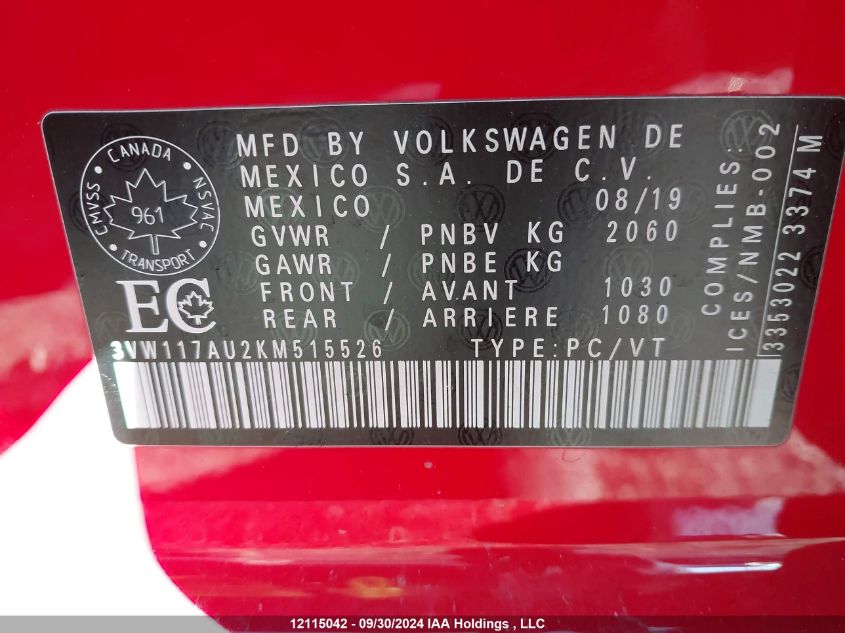 CANADA
CMVSS
NSVAC
961
TRANSPORT
MFD BY VOLKSWAGEN DE
MEXICO S.A. DE C.V.
MEXICO 08/19
GVWR / PNBV KG 2060
GAWR / PNBE KG
FRONT / AVANT 1030
REAR / ARRIERE 1080
EC
3VW117AU2KM515526 TYPE:PC/VT
COMPLIES:
ICES/NMB-002
3353022 3374 M
12115042 - 09/30/2024 IAA Holdings , LLC